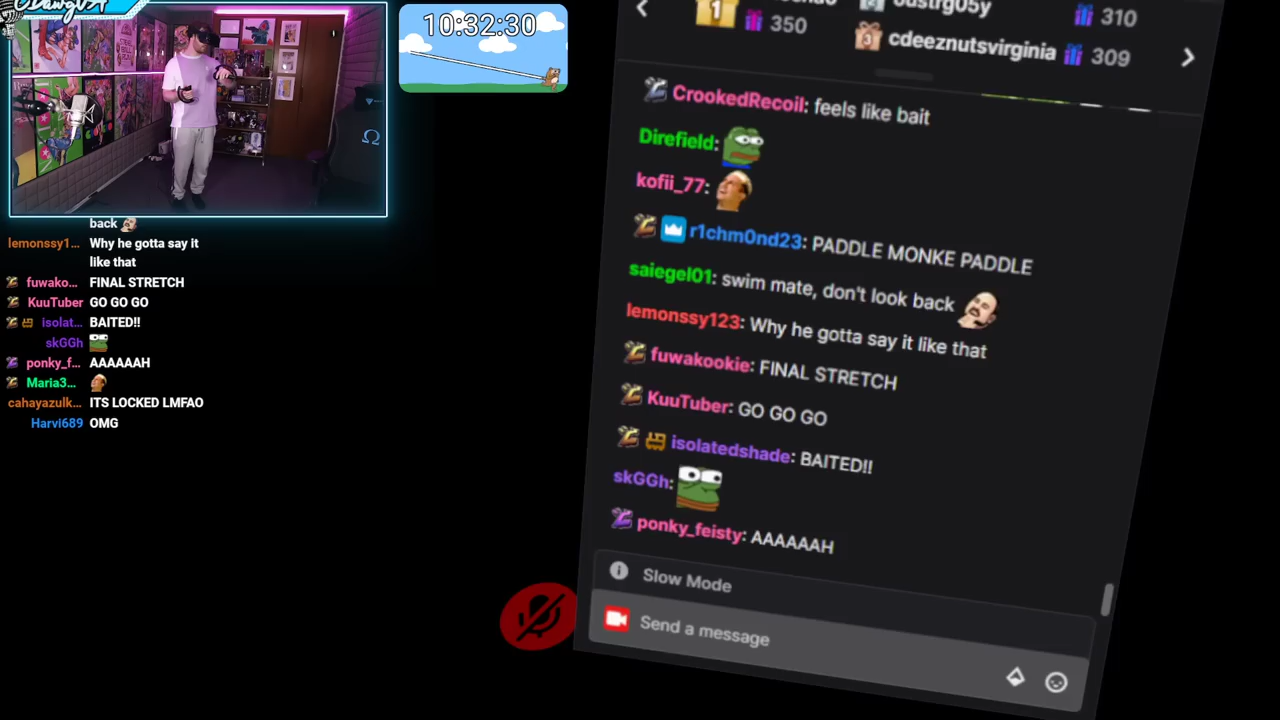 CDawgVA
10:32:30
back
lemonssy1... Why he gotta say it
like that
fuwako... FINAL STRETCH
KuuTuber GO GO GO
isolat... BAITED!!
skGGh
ponky_f... AAAAAAH
Maria3...
cahayazulk... ITS LOCKED LMFAO
Harvi689 OMG
1 350
310
3 cdeeznutsvirginia 309
CrookedRecoil: feels like bait
Direfield:
kofii_77:
r1chm0nd23: PADDLE MONKE PADDLE
saiegel01: swim mate, don't look back
lemonssy123: Why he gotta say it like that
fuwakookie: FINAL STRETCH
KuuTuber: GO GO GO
isolatedshade: BAITED!!
skGGh:
ponky_feisty: AAAAAAH
Slow Mode
Send a message